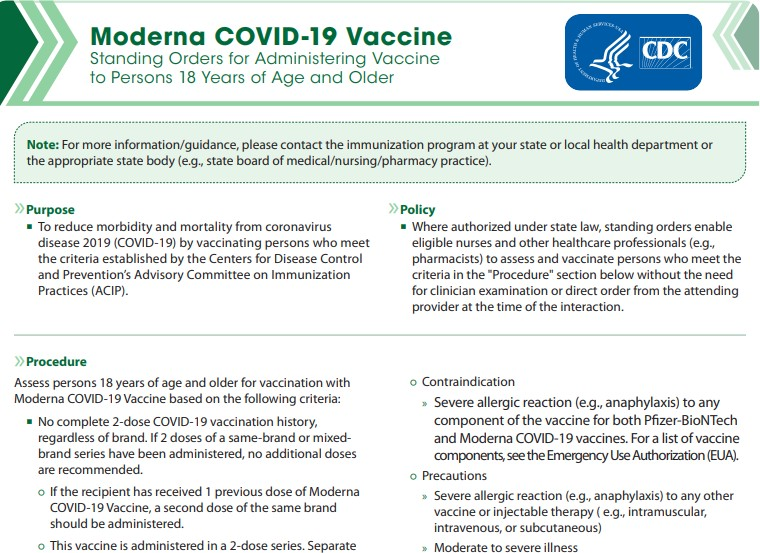 Moderna COVID-19 Vaccine
Standing Orders for Administering Vaccine
to Persons 18 Years of Age and Older
DEPARTMENT OF HEALTH & HUMAN SERVICES USA
CDC
Note: For more information/guidance, please contact the immunization program at your state or local health department or
the appropriate state body (e.g., state board of medical/nursing/pharmacy practice).
» Purpose
▪ To reduce morbidity and mortality from coronavirus
disease 2019 (COVID-19) by vaccinating persons who meet
the criteria established by the Centers for Disease Control
and Prevention's Advisory Committee on Immunization
Practices (ACIP).
» Policy
▪ Where authorized under state law, standing orders enable
eligible nurses and other healthcare professionals (e.g.,
pharmacists) to assess and vaccinate persons who meet the
criteria in the "Procedure" section below without the need
for clinician examination or direct order from the attending
provider at the time of the interaction.
» Procedure
Assess persons 18 years of age and older for vaccination with
Moderna COVID-19 Vaccine based on the following criteria:
▪ No complete 2-dose COVID-19 vaccination history,
regardless of brand. If 2 doses of a same-brand or mixed-
brand series have been administered, no additional doses
are recommended.
o If the recipient has received 1 previous dose of Moderna
COVID-19 Vaccine, a second dose of the same brand
should be administered.
o This vaccine is administered in a 2-dose series. Separate
o Contraindication
» Severe allergic reaction (e.g., anaphylaxis) to any
component of the vaccine for both Pfizer-BioNTech
and Moderna COVID-19 vaccines. For a list of vaccine
components, see the Emergency Use Authorization (EUA).
o Precautions
» Severe allergic reaction (e.g., anaphylaxis) to any other
vaccine or injectable therapy ( e.g., intramuscular,
intravenous, or subcutaneous)
» Moderate to severe illness